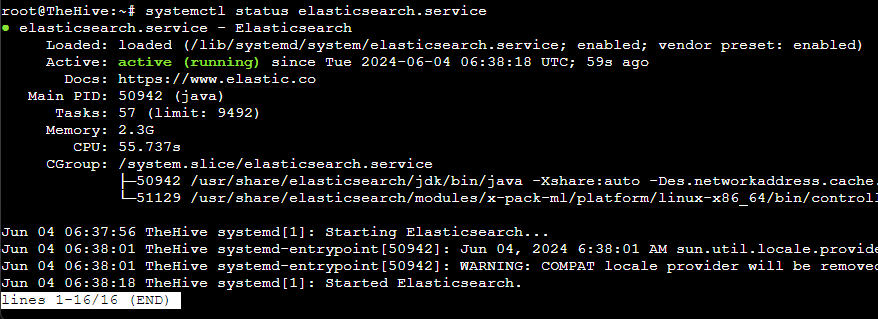 root@TheHive:~# systemctl status elasticsearch.service
● elasticsearch.service - Elasticsearch
Loaded: loaded (/lib/systemd/system/elasticsearch.service; enabled; vendor preset: enabled)
Active: active (running) since Tue 2024-06-04 06:38:18 UTC; 59s ago
Docs: https://www.elastic.co
Main PID: 50942 (java)
Tasks: 57 (limit: 9492)
Memory: 2.3G
CPU: 55.737s
CGroup: /system.slice/elasticsearch.service
├─50942 /usr/share/elasticsearch/jdk/bin/java -Xshare:auto -Des.networkaddress.cache.
└─51129 /usr/share/elasticsearch/modules/x-pack-ml/platform/linux-x86_64/bin/controll
Jun 04 06:37:56 TheHive systemd[1]: Starting Elasticsearch...
Jun 04 06:38:01 TheHive systemd-entrypoint[50942]: Jun 04, 2024 6:38:01 AM sun.util.locale.provide
Jun 04 06:38:01 TheHive systemd-entrypoint[50942]: WARNING: COMPAT locale provider will be removed
Jun 04 06:38:18 TheHive systemd[1]: Started Elasticsearch.
lines 1-16/16 (END)